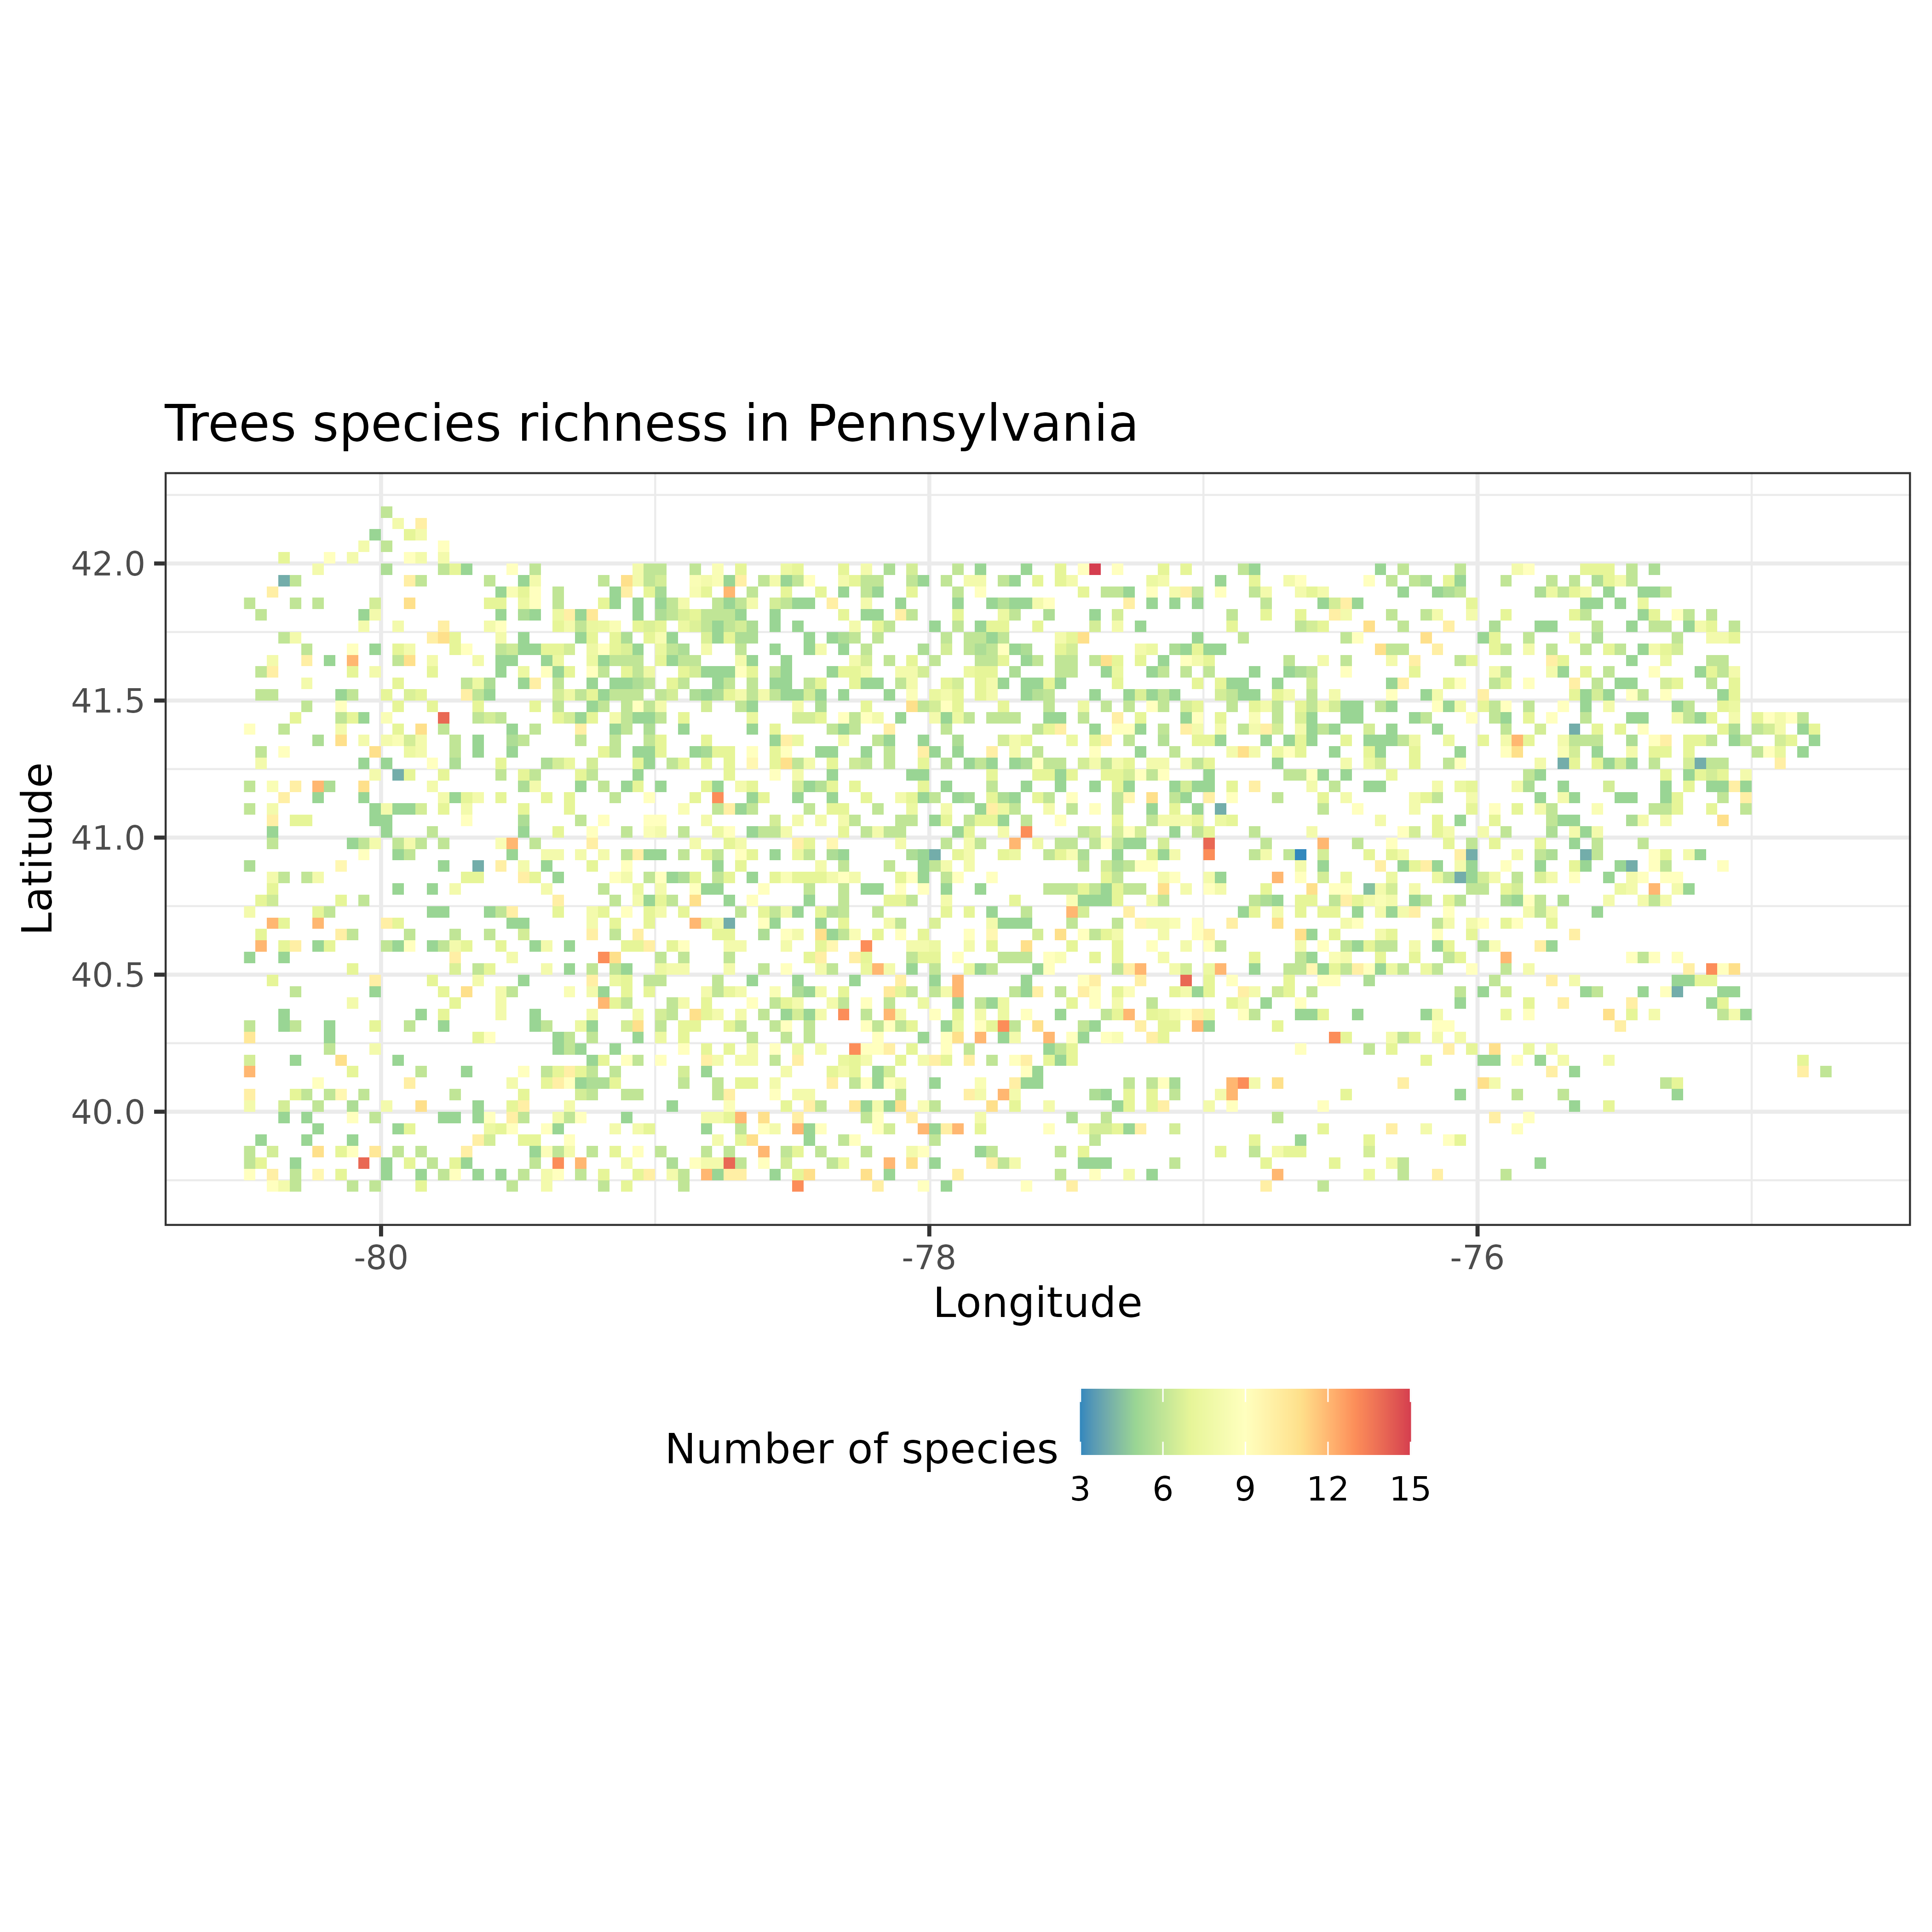 Trees species richness in Pennsylvania
42.0
41.5
41.0
40.5
40.0
Latitude
-80 -78 -76
Longitude
Number of species
3 6 9 12 15